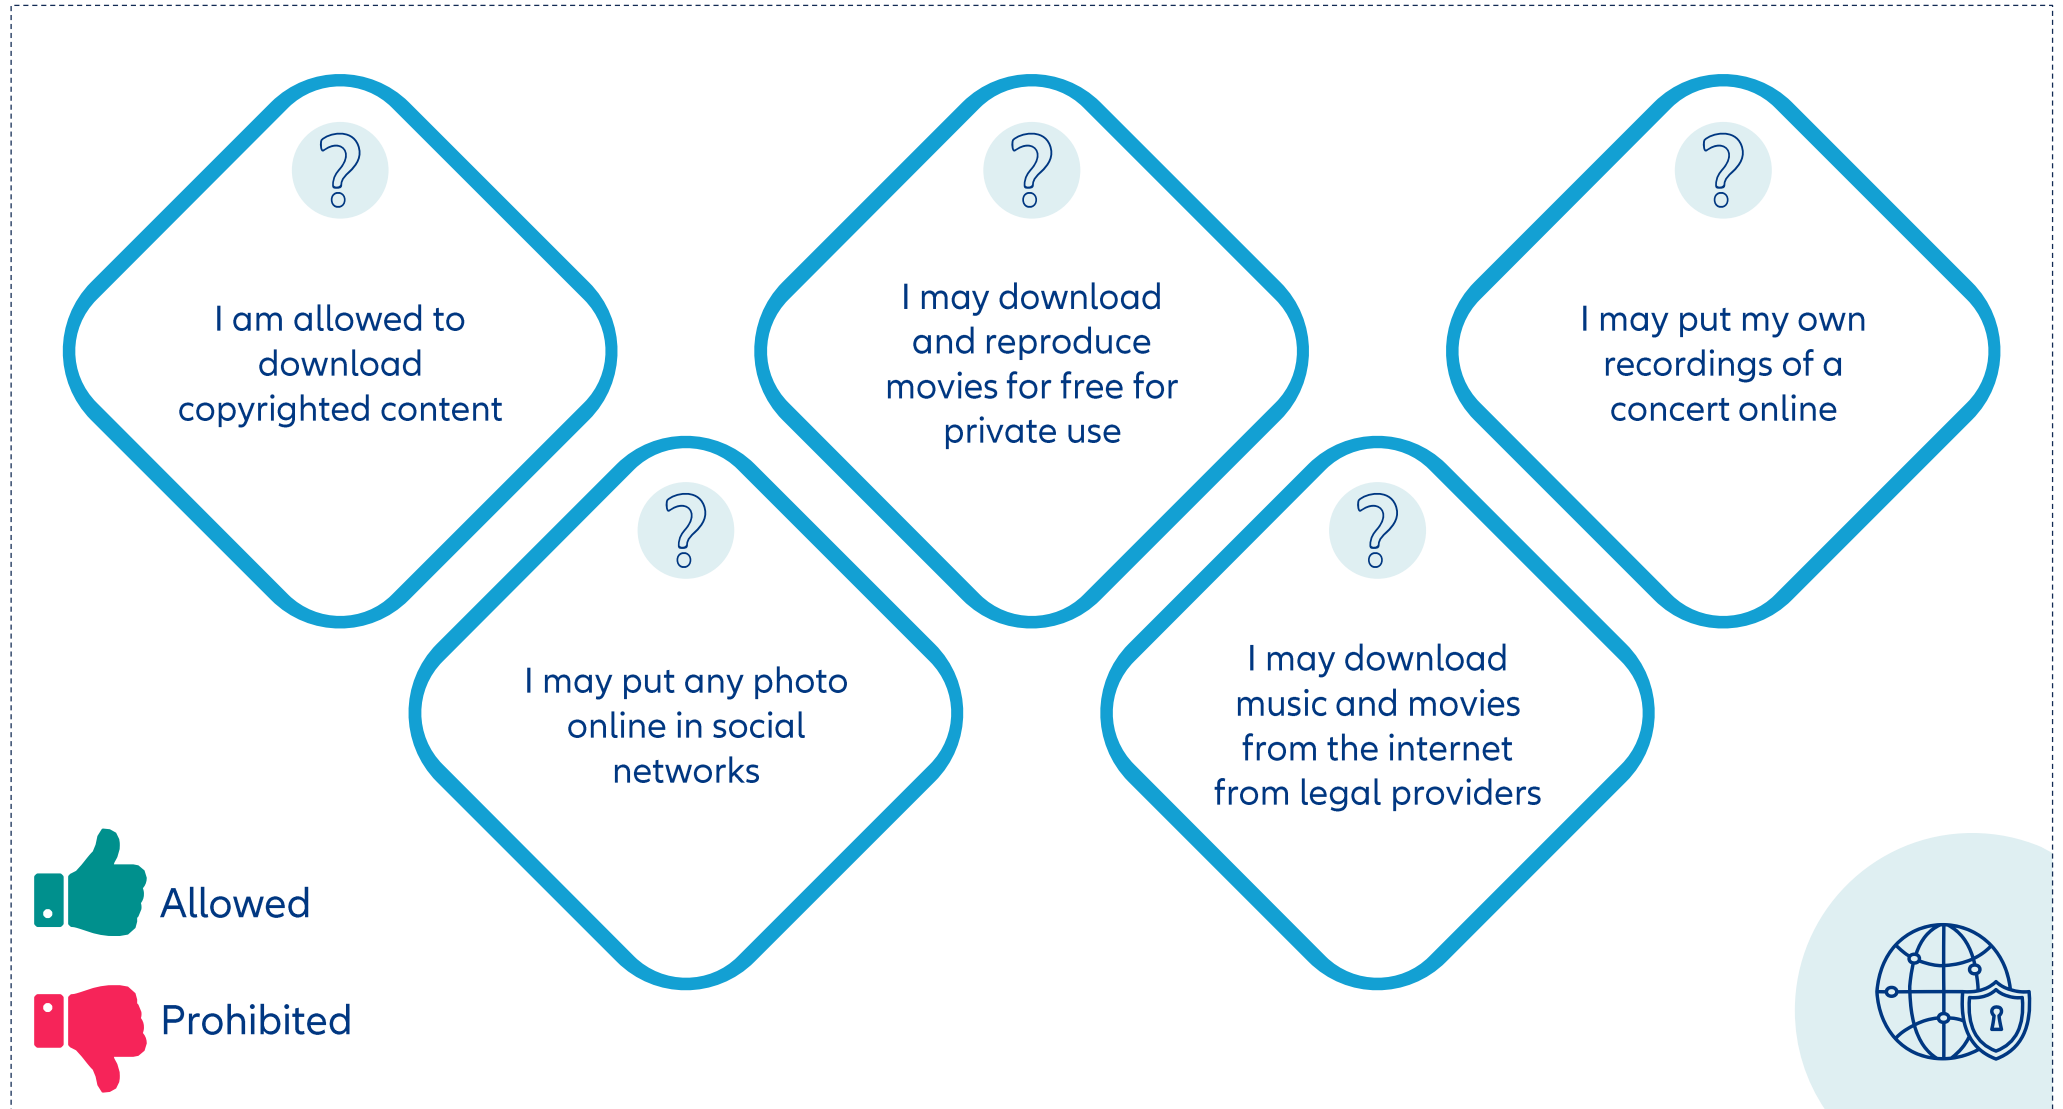 ?
I am allowed to
download
copyrighted content
?
I may put any photo
online in social
networks
?
I may download
and reproduce
movies for free for
private use
?
I may download
music and movies
from the internet
from legal providers
?
I may put my own
recordings of a
concert online
Allowed
Prohibited